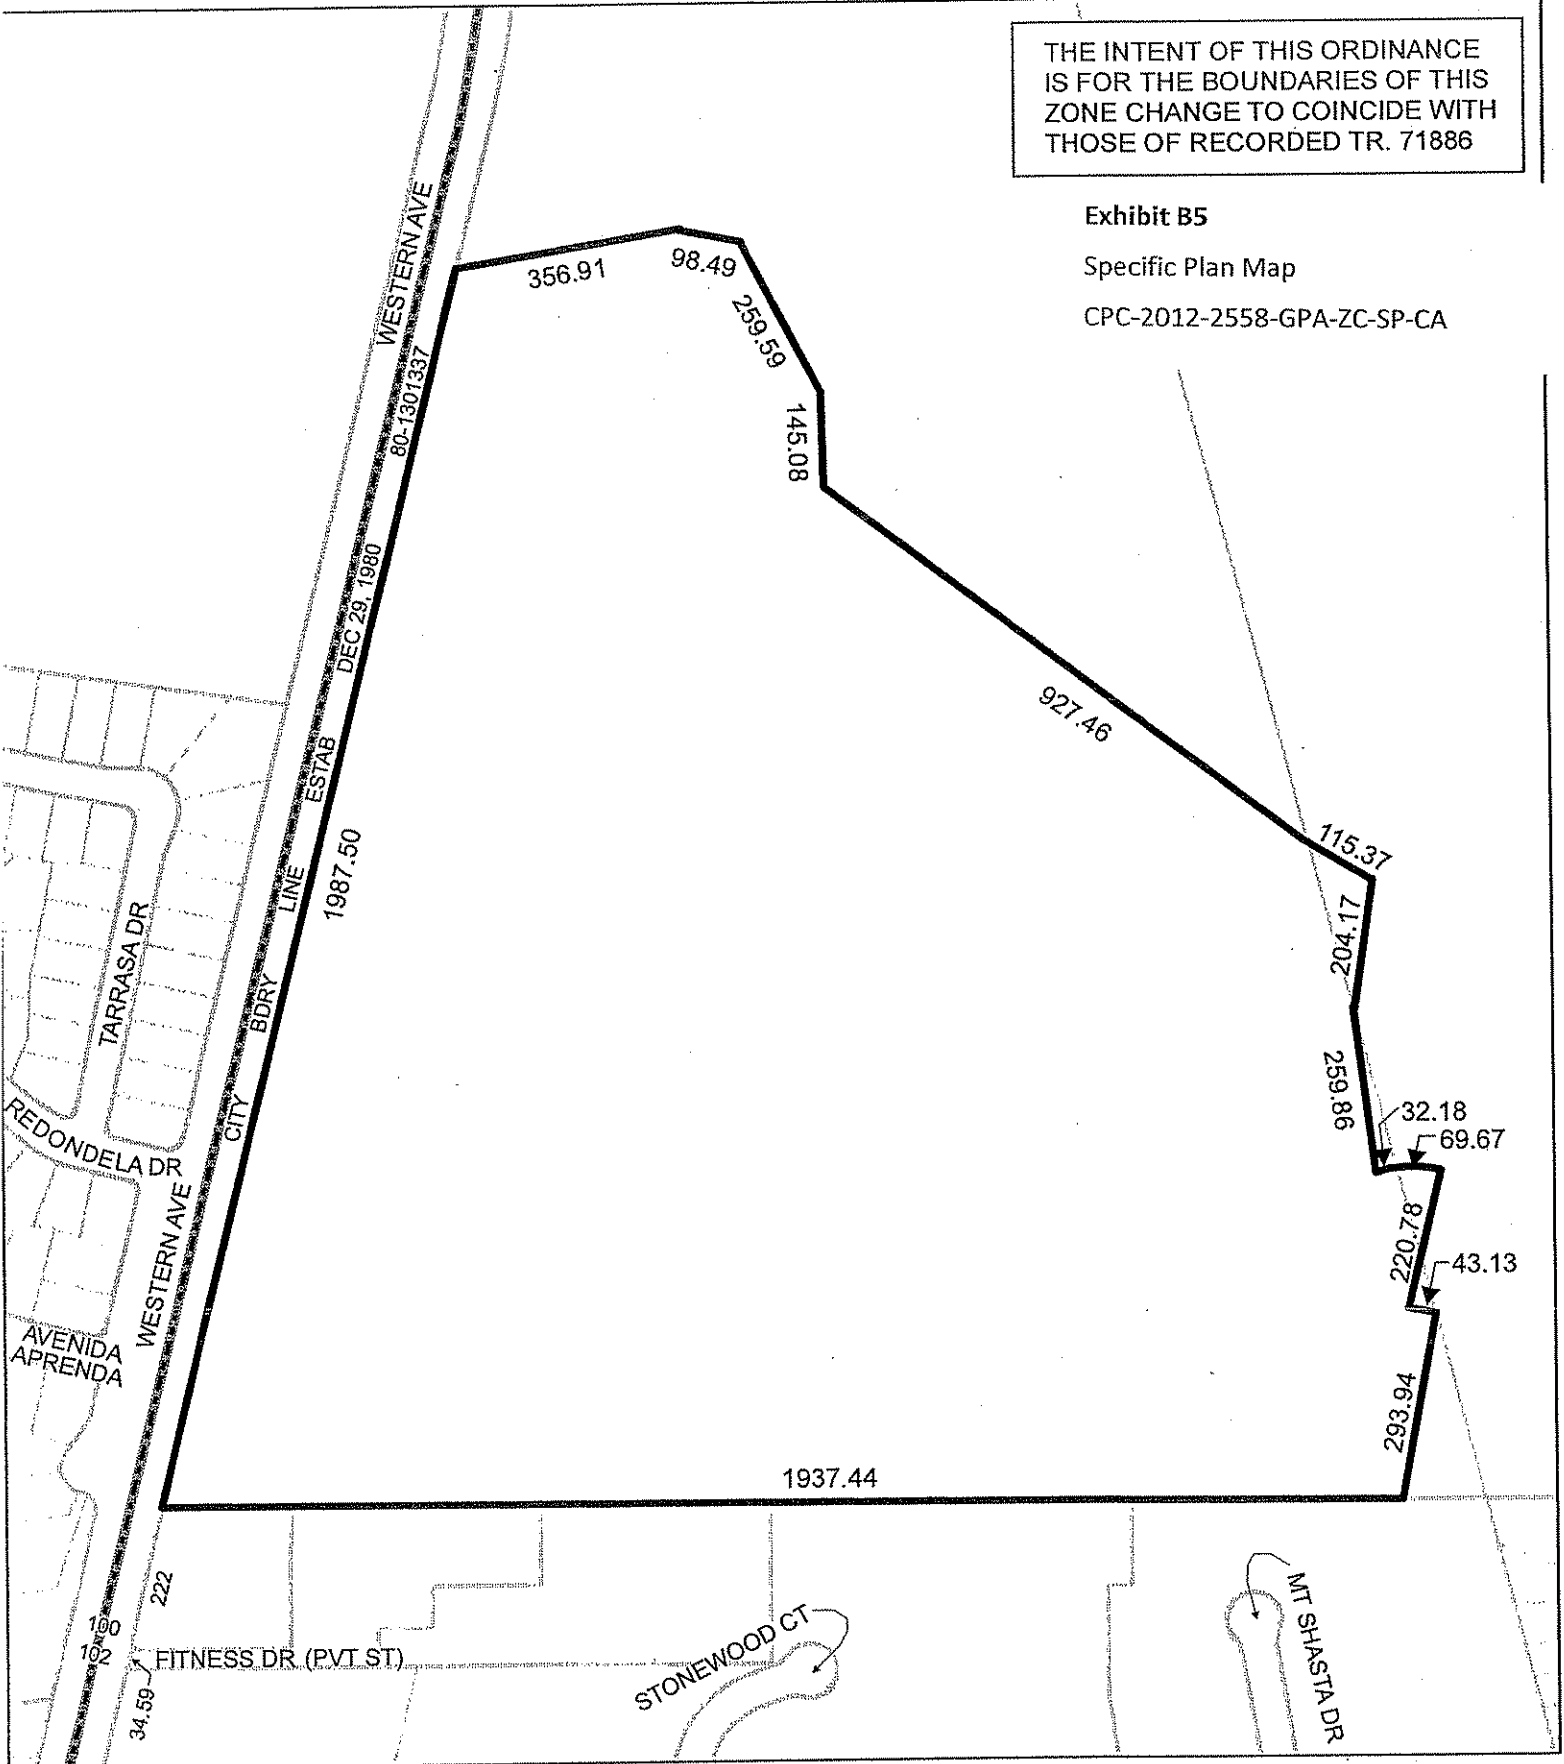 THE INTENT OF THIS ORDINANCE
IS FOR THE BOUNDARIES OF THIS
ZONE CHANGE TO COINCIDE WITH
THOSE OF RECORDED TR. 71886
Exhibit B5
Specific Plan Map
CPC-2012-2558-GPA-ZC-SP-CA
WESTERN AVE
356.91
98.49
259.59
145.08
80-1301337
DEC 29, 1980
ESTAB
LINE
BDRY
CITY
1987.50
927.46
115.37
204.17
259.86
32.18
69.67
220.78
43.13
293.94
1937.44
TARRASA DR
REDONDELA DR
WESTERN AVE
AVENIDA
APRENDA
222
100
102
FITNESS DR (PVT ST)
34.59
STONEWOOD CT
MT SHASTA DR